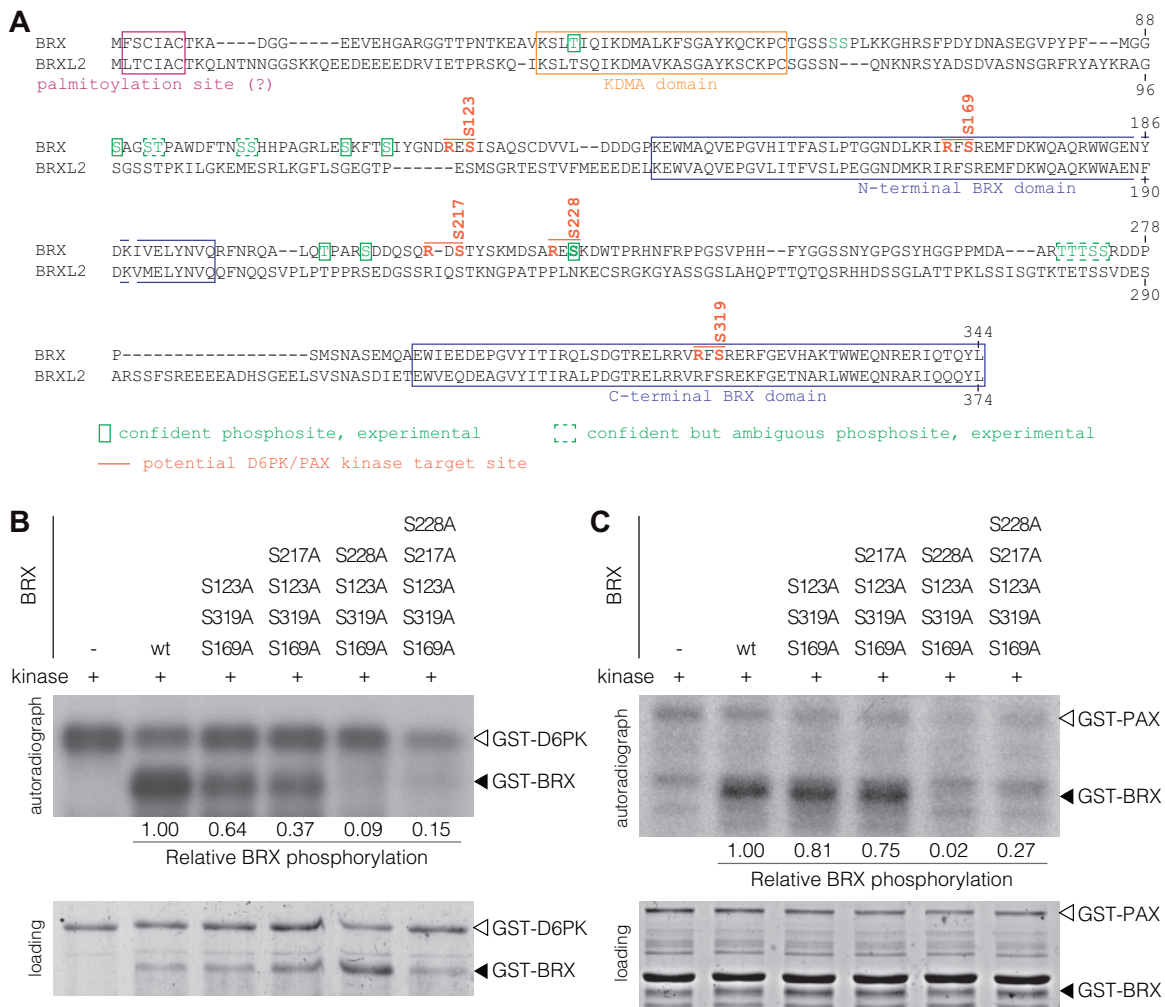 A
88
BRX MFSCIACTKA----DGG----EEVEHGARGGTTPNTKEAVKSLTIQIKDMALKFSGAYKQCKPCTGSSSSSPLKKGHRSFPDYDNASEGVPYPF---MGG
BRXL2 MLTCIACTKQLNTNNGGSKKQEEDEEEEDRVIETPRSKQ-IKSLTSQIKDMAVKASGAYKSCKPCSGSSN---QNKNRSYADSDVASNSGRFRYAYKRAG
palmitoylation site (?) KDMA domain
96
S123 S169
186
BRX SAGSTPAWDFTNSSHHPAGRLESKFTSIYGNDRESISAQSCDVVL--DDDGPKEWMAQVEPGVHITFASLPTGGNDLKRIRFSREMFDKWQAQRWWGENY
BRXL2 SGSSTPKILGKEMESRLKGFLSGEGTP-----ESMSGRTESTVFMEEEDELKEWVAQVEPGVLITFVSLPEGGNDMKRIRFSREMFDKWQAQKWWAENF
N-terminal BRX domain
190
S217 S228
278
BRX DKIVELYNVQRFNRQA--LQTPARSDDQSQR-DSTYSKMDSARESKDWTPRHNFRPPGSVPHH--FYGGSSNYGPGSYHGGPPMDA--ARTTTSSRDDP
BRXL2 DKVMELYNVQQFNQQSVPLPTPPRSEDGSSRIQSTKNGPATPPLNKECSRGKGYASSGSLAHQPTTQTQSRHHDSSGLATTPKLSSISGTKTETSSVDES
290
S319
344
BRX P----------------SMSNASEMQAEWIEEDEPGVYITIRQLSDGTRELRRVRFSRERFGEVHAKTWWEQNRERIQTQYL
BRXL2 ARSSFSREEEEADHSGEELSVSNASDIETEWVEQDEAGVYITIRALPDGTRELRRVRFSREKFGETNARLWWEQNRARIQQQYL
C-terminal BRX domain
374
confident phosphosite, experimental confident but ambiguous phosphosite, experimental
potential D6PK/PAX kinase target site
B
BRX
S228A
S217A S228A S217A
S123A S123A S123A S123A
S319A S319A S319A S319A
- wt S169A S169A S169A S169A
kinase + + + + + +
autoradiograph
GST-D6PK
GST-BRX
1.00 0.64 0.37 0.09 0.15
Relative BRX phosphorylation
loading
GST-D6PK
GST-BRX
C
BRX
S228A
S217A S228A S217A
S123A S123A S123A S123A
S319A S319A S319A S319A
- wt S169A S169A S169A S169A
kinase + + + + + +
autoradiograph
GST-PAX
GST-BRX
1.00 0.81 0.75 0.02 0.27
Relative BRX phosphorylation
loading
GST-PAX
GST-BRX